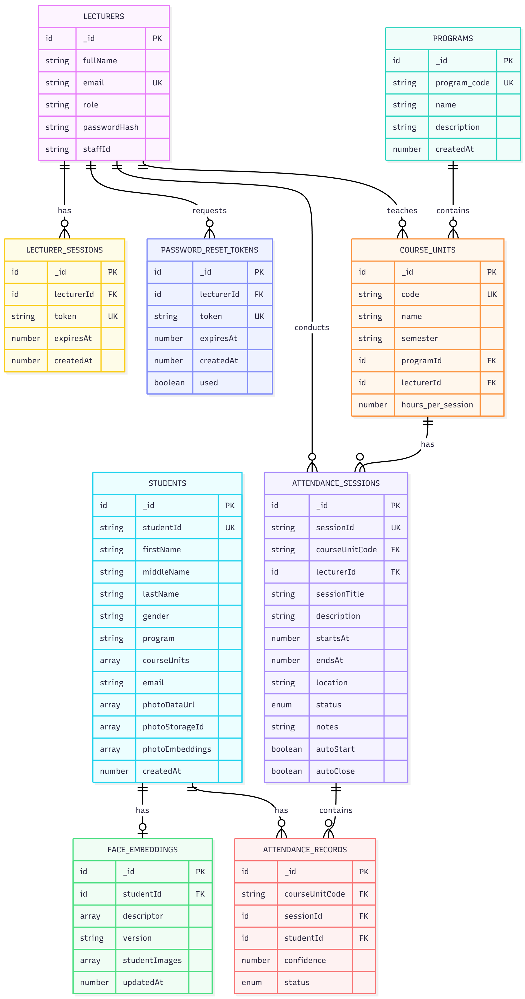 LECTURERS
id _id PK
string fullName
string email UK
string role
string passwordHash
string staffId
PROGRAMS
id _id PK
string program_code UK
string name
string description
number createdAt
has
requests
teaches
contains
LECTURER_SESSIONS
id _id PK
id lecturerId FK
string token UK
number expiresAt
number createdAt
PASSWORD_RESET_TOKENS
id _id PK
id lecturerId FK
string token UK
number expiresAt
number createdAt
boolean used
conducts
COURSE_UNITS
id _id PK
string code UK
string name
string semester
id programId FK
id lecturerId FK
number hours_per_session
has
STUDENTS
id _id PK
string studentId UK
string firstName
string middleName
string lastName
string gender
string program
array courseUnits
string email
array photoDataUrl
array photoStorageId
array photoEmbeddings
number createdAt
ATTENDANCE_SESSIONS
id _id PK
string sessionId UK
string courseUnitCode FK
id lecturerId FK
string sessionTitle
string description
number startsAt
number endsAt
string location
enum status
string notes
boolean autoStart
boolean autoClose
has
has
contains
FACE_EMBEDDINGS
id _id PK
id studentId FK
array descriptor
string version
array studentImages
number updatedAt
ATTENDANCE_RECORDS
id _id PK
string courseUnitCode FK
id sessionId FK
id studentId FK
number confidence
enum status